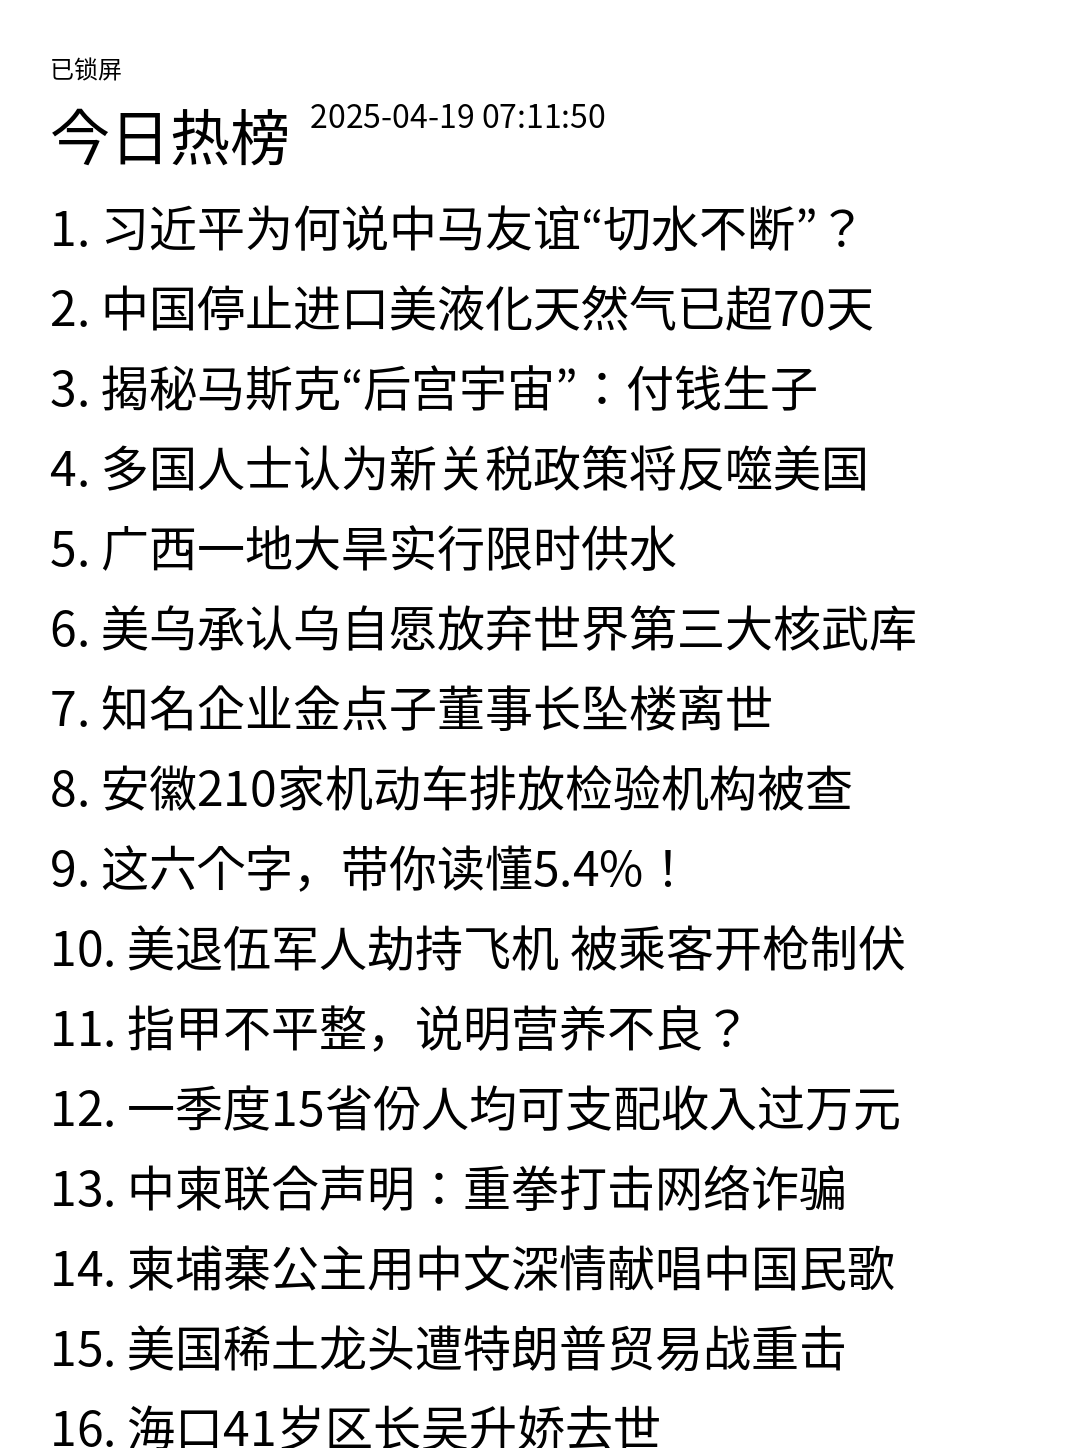 已锁屏
今日热榜 2025-04-19 07:11:50
1. 习近平为何说中马友谊“切水不断”？
2. 中国停止进口美液化天然气已超70天
3. 揭秘马斯克“后宫宇宙”：付钱生子
4. 多国人士认为新关税政策将反噬美国
5. 广西一地大旱实行限时供水
6. 美乌承认乌自愿放弃世界第三大核武库
7. 知名企业金点子董事长坠楼离世
8. 安徽210家机动车排放检验机构被查
9. 这六个字，带你读懂5.4%！
10. 美退伍军人劫持飞机 被乘客开枪制伏
11. 指甲不平整，说明营养不良？
12. 一季度15省份人均可支配收入过万元
13. 中柬联合声明：重拳打击网络诈骗
14. 柬埔寨公主用中文深情献唱中国民歌
15. 美国稀土龙头遭特朗普贸易战重击
16. 海口41岁区长吴升娇去世